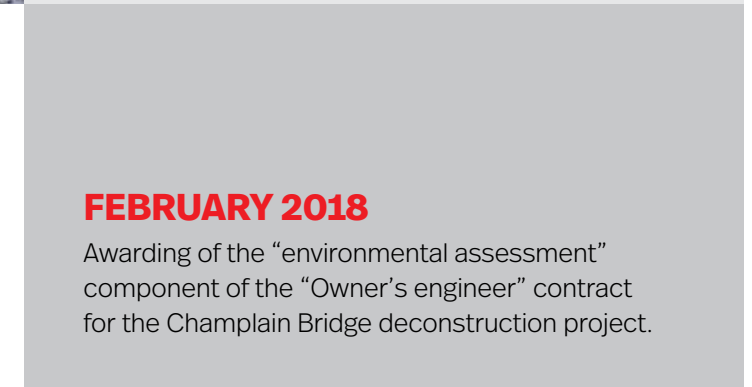 FEBRUARY 2018
Awarding of the “environmental assessment”
component of the “Owner’s engineer” contract
for the Champlain Bridge deconstruction project.